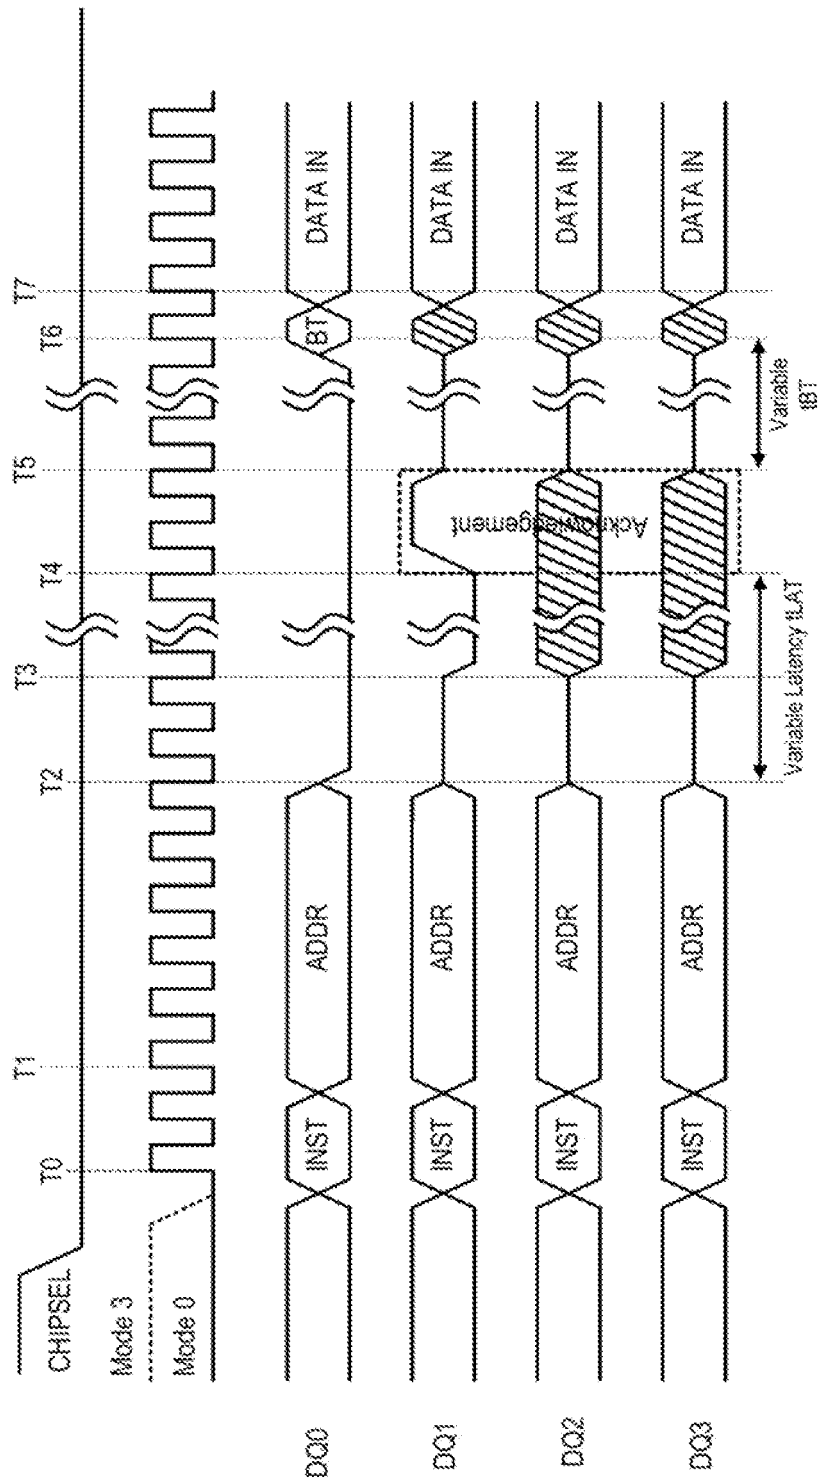 T0 T1 T2 T3 T4 T5 T6 T7
CHIPSEL
Mode 3
Mode 0
DQ0 INST ADDR BT DATA IN
DQ1 INST ADDR DATA IN
Acknowledgement
DQ2 INST ADDR DATA IN
DQ3 INST ADDR DATA IN
Variable Latency tLAT
Variable
tBT